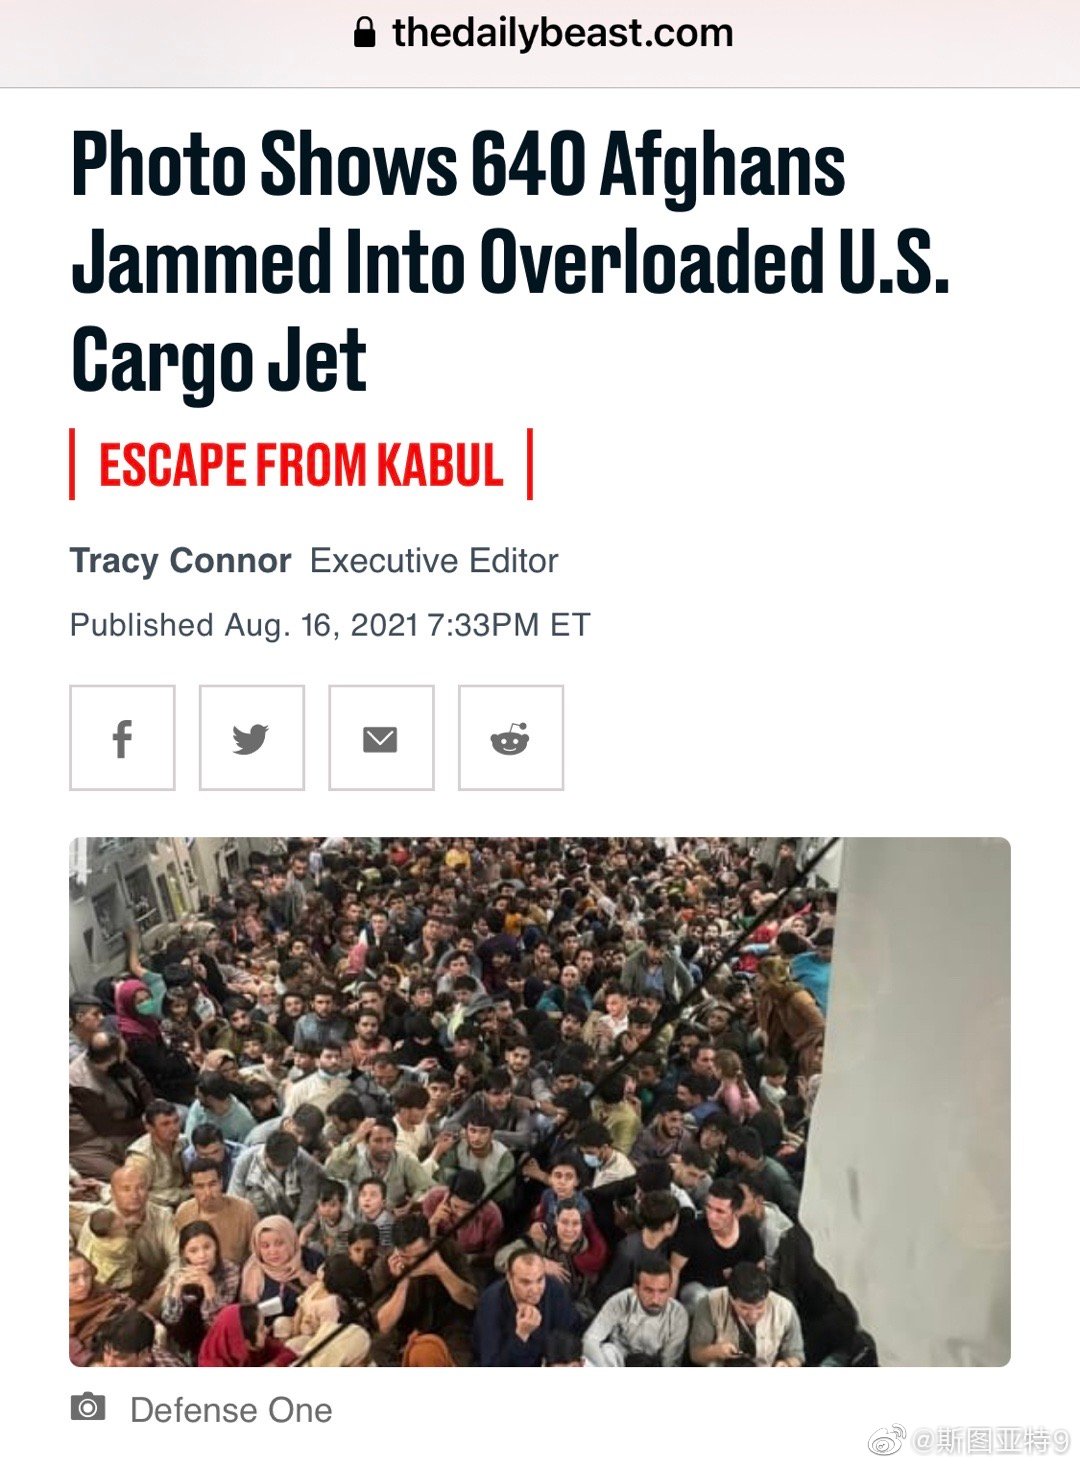 thedailybeast.com
Photo Shows 640 Afghans
Jammed Into Overloaded U.S.
Cargo Jet
ESCAPE FROM KABUL
Tracy Connor Executive Editor
Published Aug. 16, 2021 7:33PM ET
Defense One
@斯图亚特9